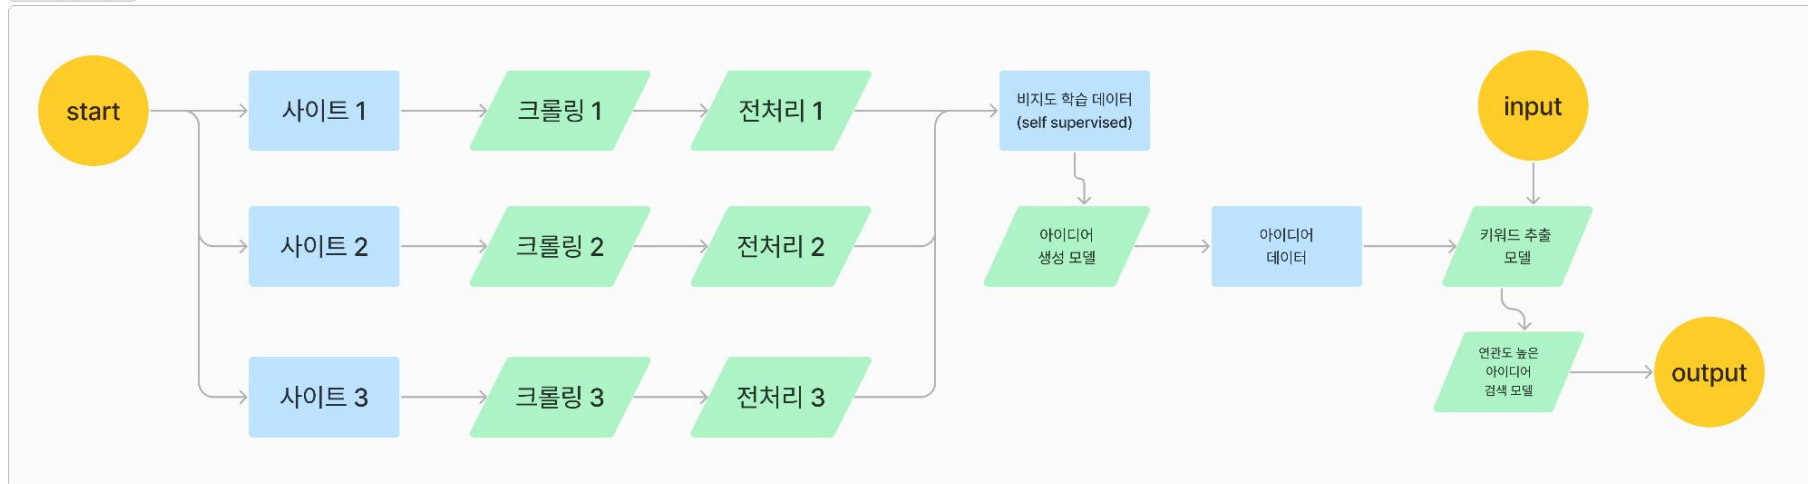 start
사이트 1
크롤링 1
전처리 1
사이트 2
크롤링 2
전처리 2
사이트 3
크롤링 3
전처리 3
비지도 학습 데이터
(self supervised)
아이디어
생성 모델
아이디어
데이터
input
키워드 추출
모델
연관도 높은
아이디어
검색 모델
output